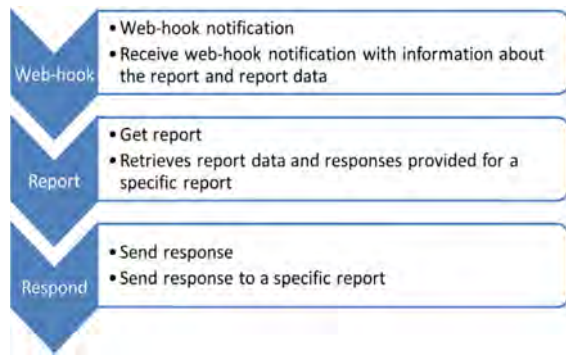 Web-hook
• Web-hook notification
• Receive web-hook notification with information about
the report and report data
Report
• Get report
• Retrieves report data and responses provided for a
specific report
Respond
• Send response
• Send response to a specific report